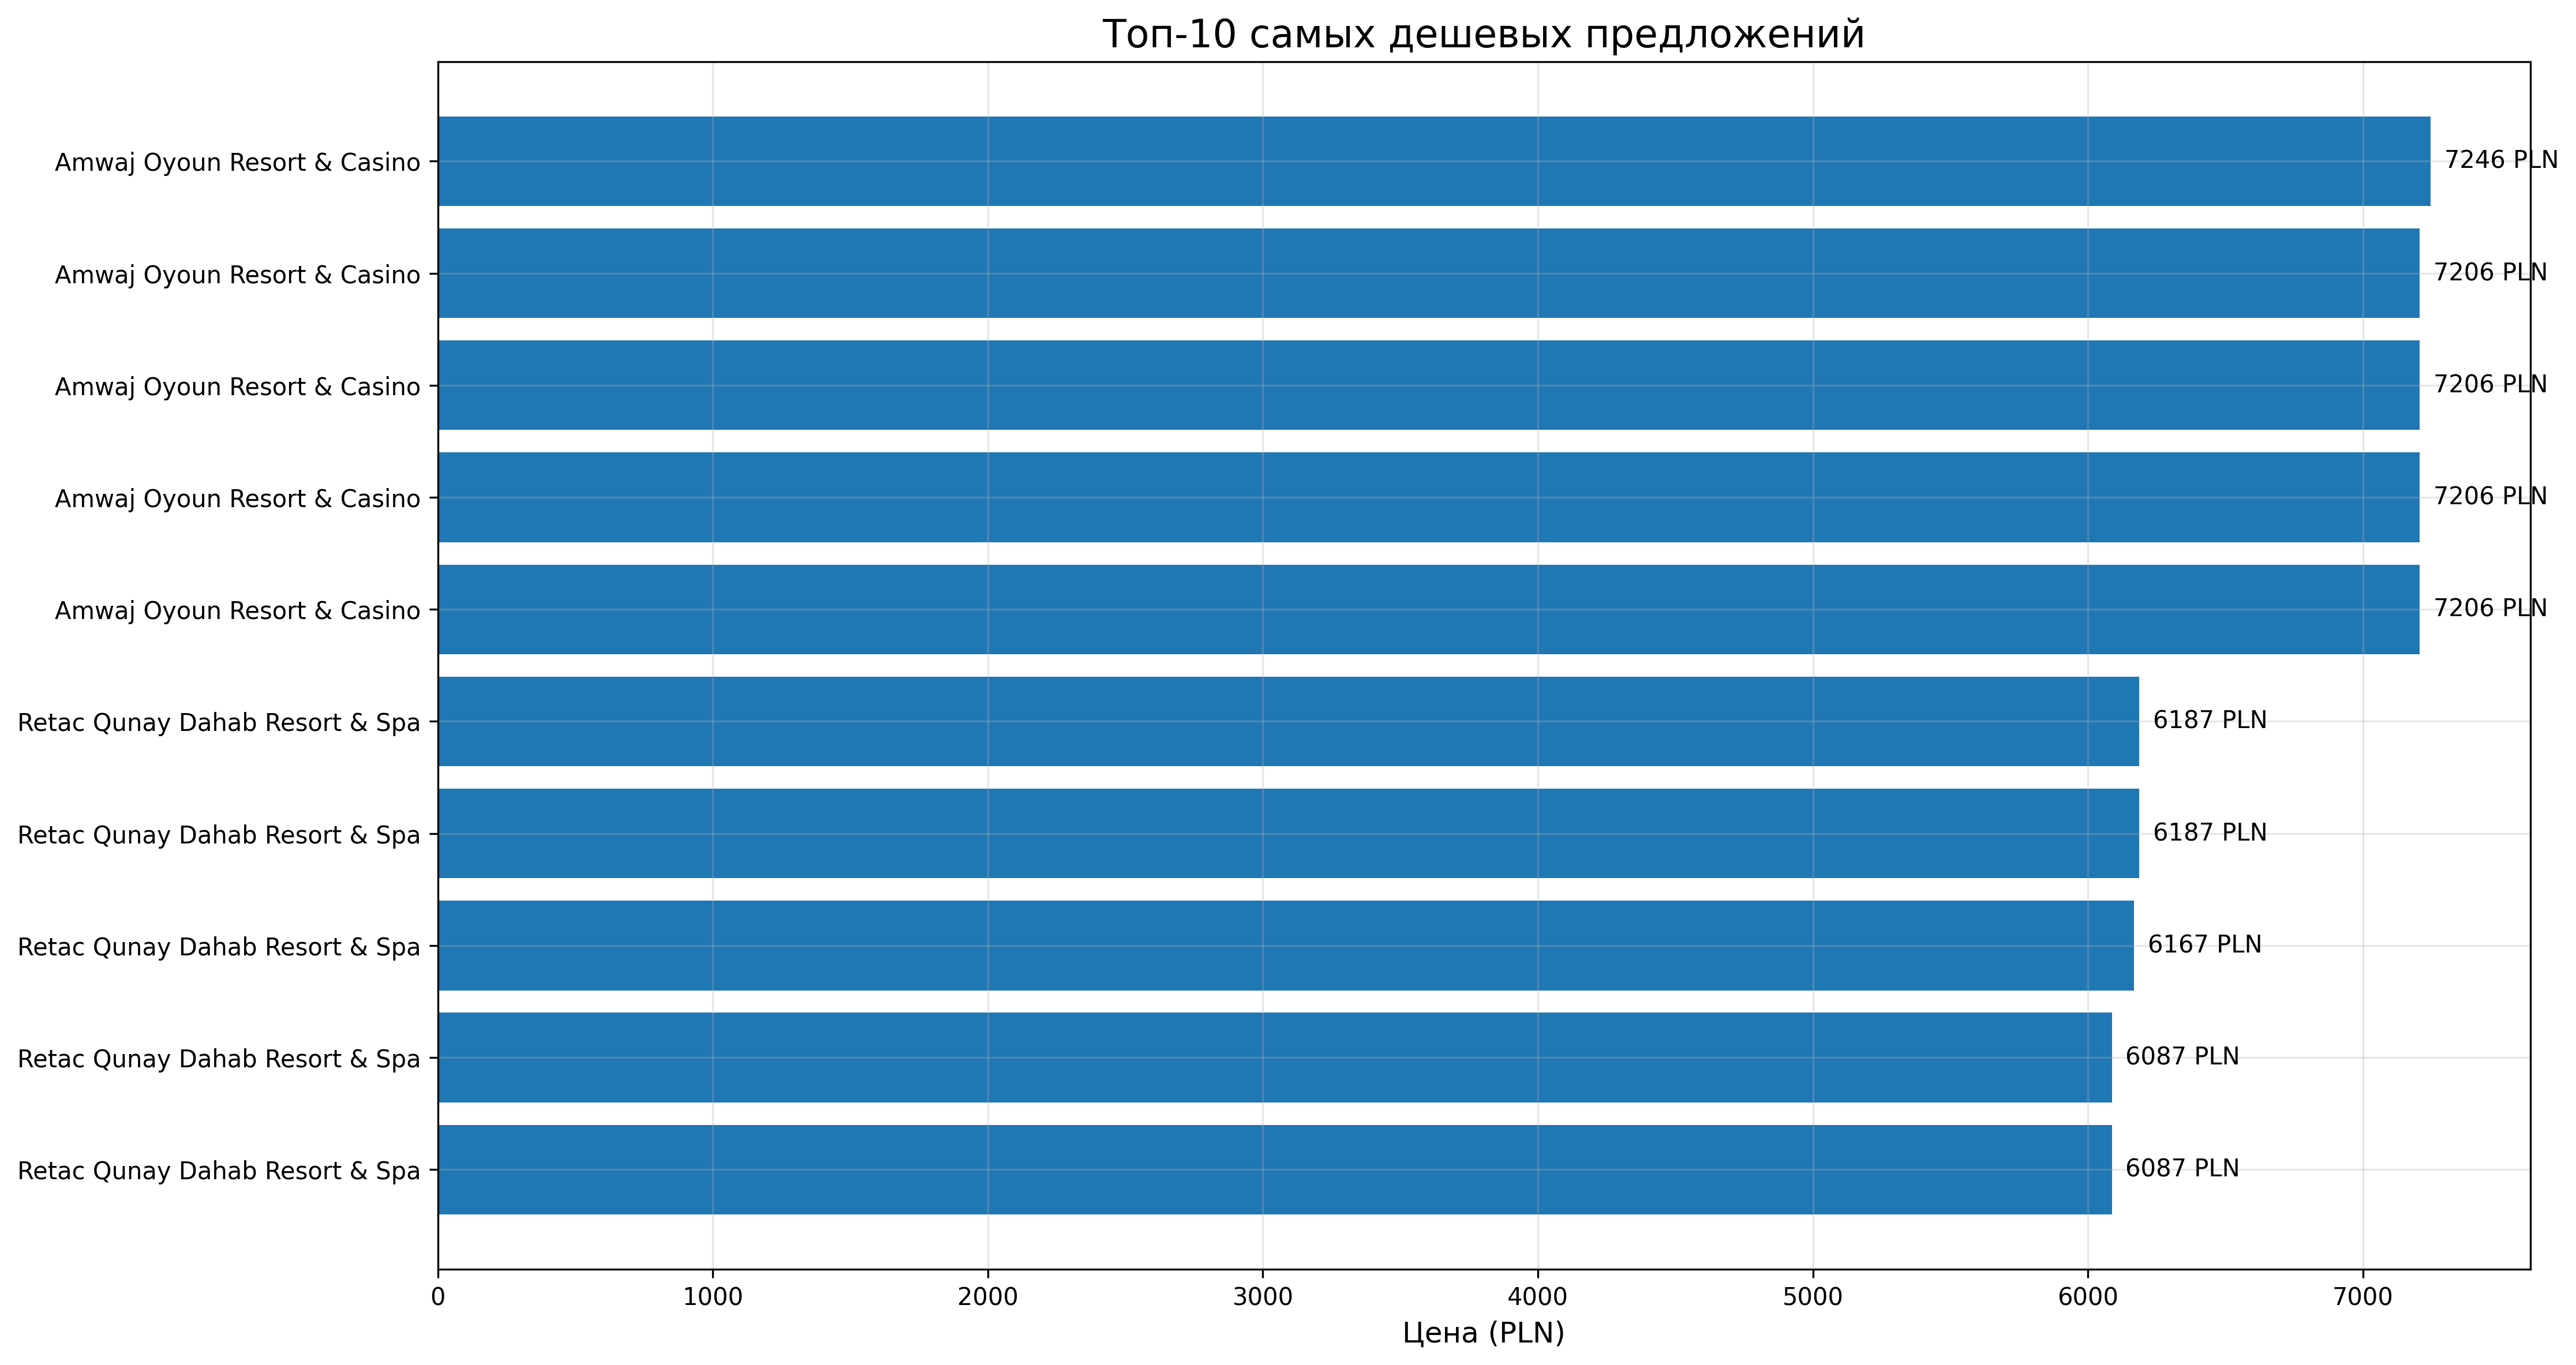 Топ-10 самых дешевых предложений
Amwaj Oyoun Resort & Casino
7246 PLN
Amwaj Oyoun Resort & Casino
7206 PLN
Amwaj Oyoun Resort & Casino
7206 PLN
Amwaj Oyoun Resort & Casino
7206 PLN
Amwaj Oyoun Resort & Casino
7206 PLN
Retac Qunay Dahab Resort & Spa
6187 PLN
Retac Qunay Dahab Resort & Spa
6187 PLN
Retac Qunay Dahab Resort & Spa
6167 PLN
Retac Qunay Dahab Resort & Spa
6087 PLN
Retac Qunay Dahab Resort & Spa
6087 PLN
0 1000 2000 3000 4000 5000 6000 7000
Цена (PLN)